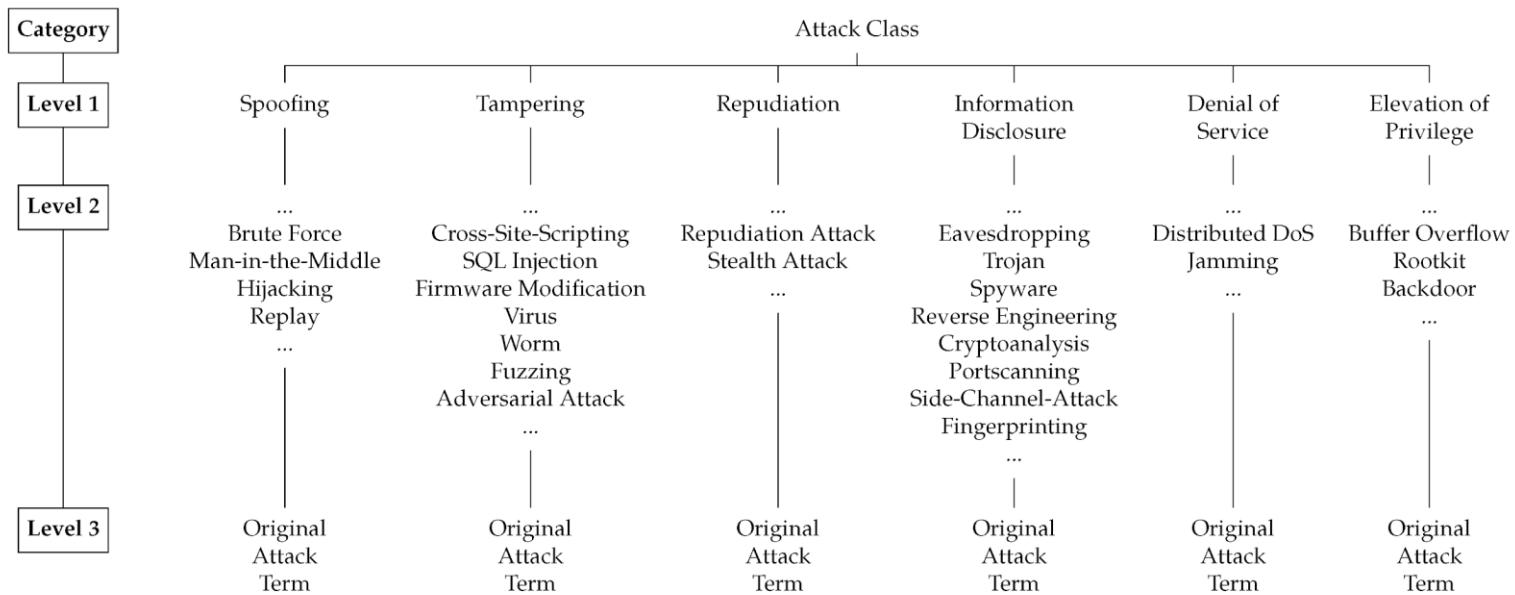 Category
Attack Class
Level 1
Spoofing
Tampering
Repudiation
Information
Disclosure
Denial of
Service
Elevation of
Privilege
Level 2
...
Brute Force
Man-in-the-Middle
Hijacking
Replay
...
...
Cross-Site-Scripting
SQL Injection
Firmware Modification
Virus
Worm
Fuzzing
Adversarial Attack
...
...
Repudiation Attack
Stealth Attack
...
...
Eavesdropping
Trojan
Spyware
Reverse Engineering
Cryptoanalysis
Portscanning
Side-Channel-Attack
Fingerprinting
...
...
Distributed DoS
Jamming
...
...
Buffer Overflow
Rootkit
Backdoor
...
Level 3
Original
Attack
Term
Original
Attack
Term
Original
Attack
Term
Original
Attack
Term
Original
Attack
Term
Original
Attack
Term